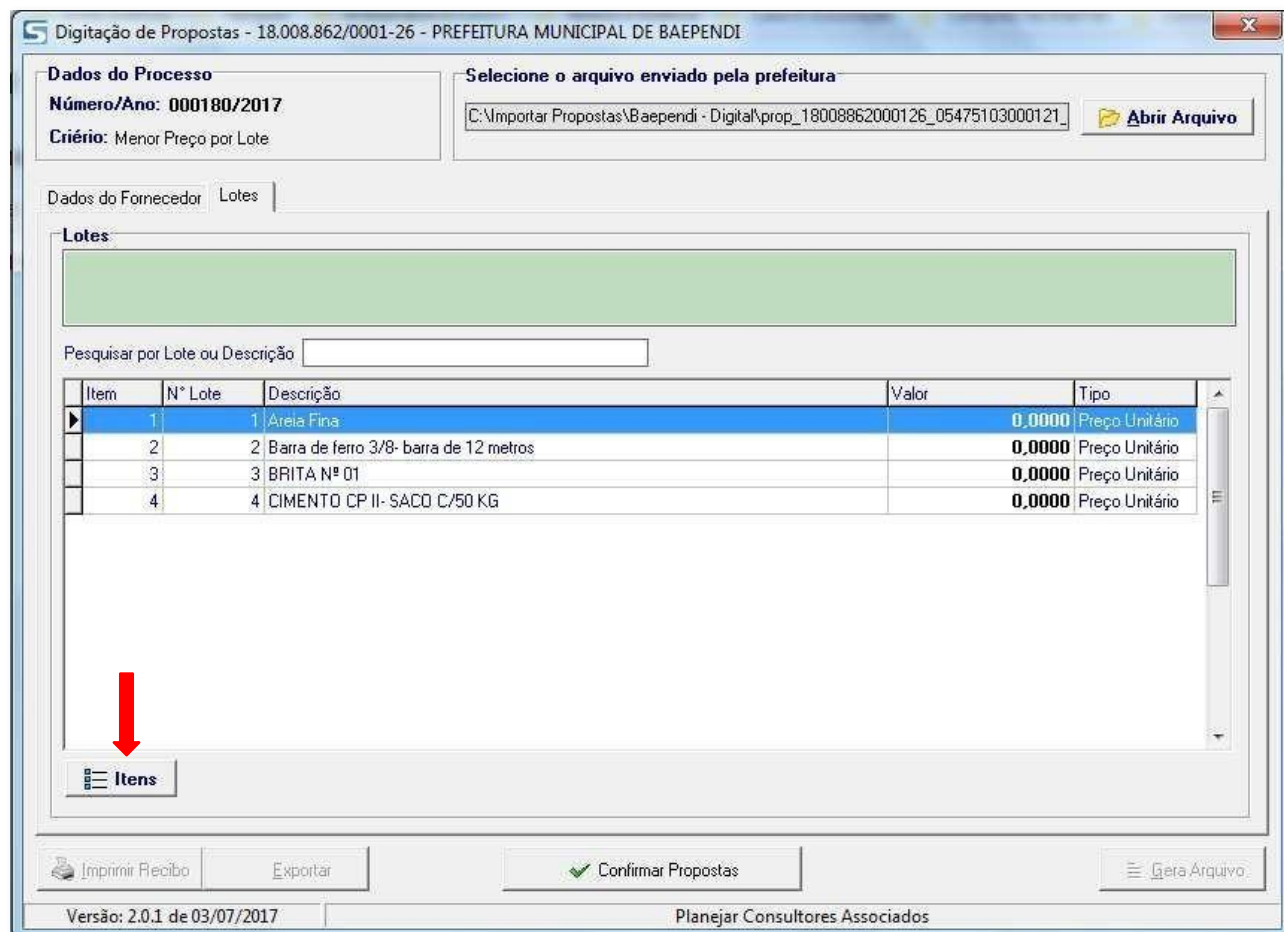 Digitação de Propostas - 18.008.862/0001-26 - PREFEITURA MUNICIPAL DE BAEPENDI
Dados do Processo
Número/Ano: 000180/2017
Criério: Menor Preço por Lote
Selecione o arquivo enviado pela prefeitura
C:\Importar Propostas\Baependi - Digital\prop_18008862000126_05475103000121_
Abrir Arquivo
Dados do Fornecedor Lotes
Lotes
Pesquisar por Lote ou Descrição
Item N° Lote Descrição Valor Tipo
1 1 Areia Fina 0,0000 Preço Unitário
2 2 Barra de ferro 3/8- barra de 12 metros 0,0000 Preço Unitário
3 3 BRITA Nº 01 0,0000 Preço Unitário
4 4 CIMENTO CP II- SACO C/50 KG 0,0000 Preço Unitário
Itens
Imprimir Recibo Exportar Confirmar Propostas Gera Arquivo
Versão: 2.0.1 de 03/07/2017 Planejar Consultores Associados